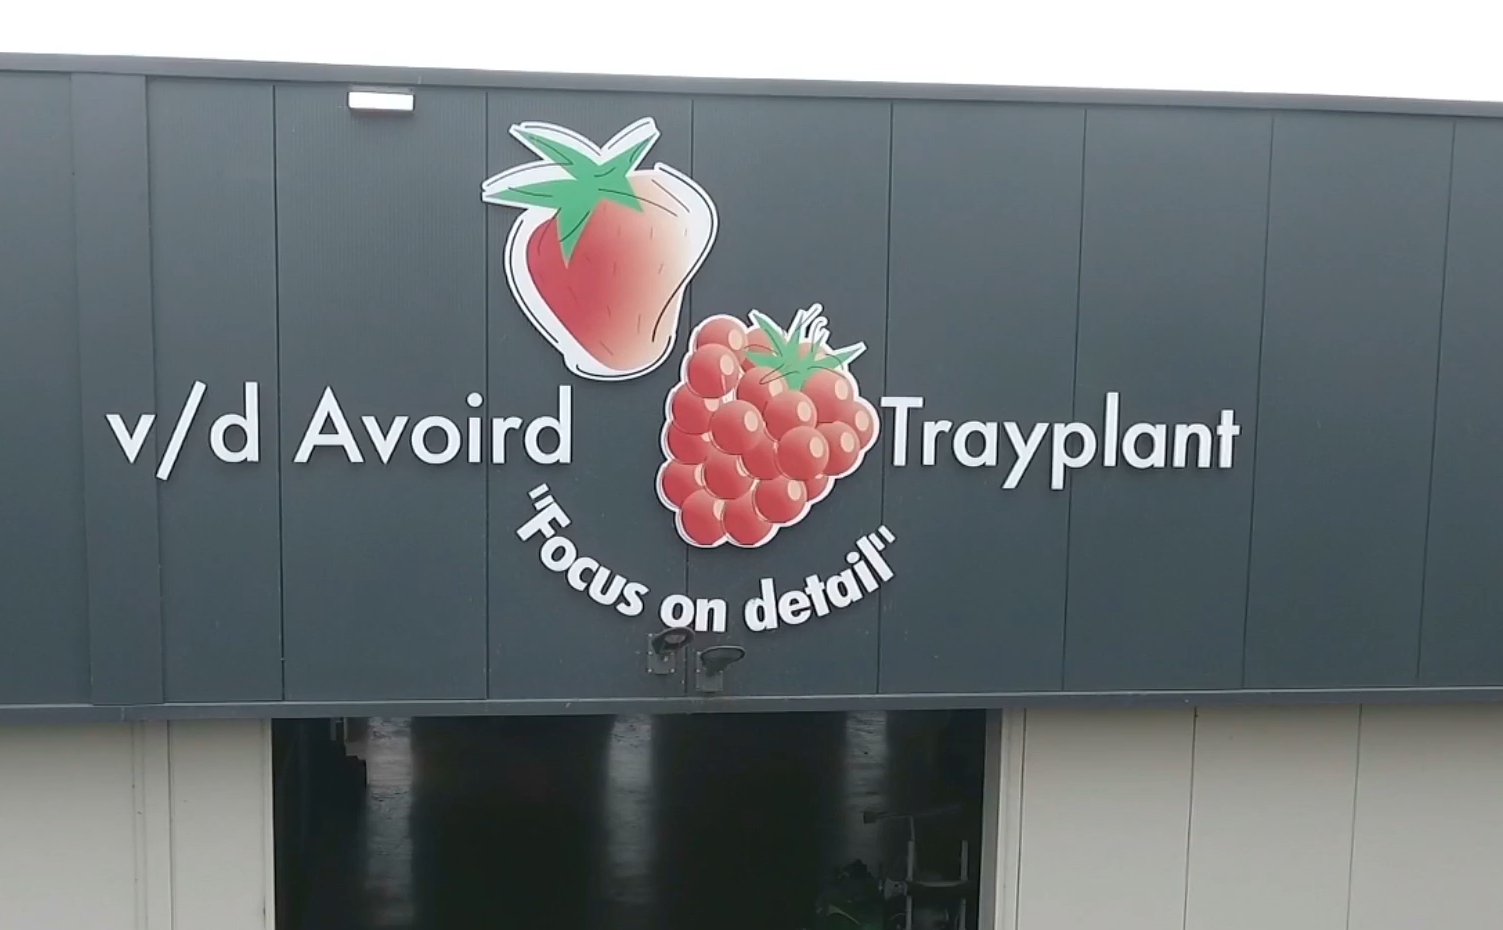 v/d Avoird Trayplant
"Focus on detail"